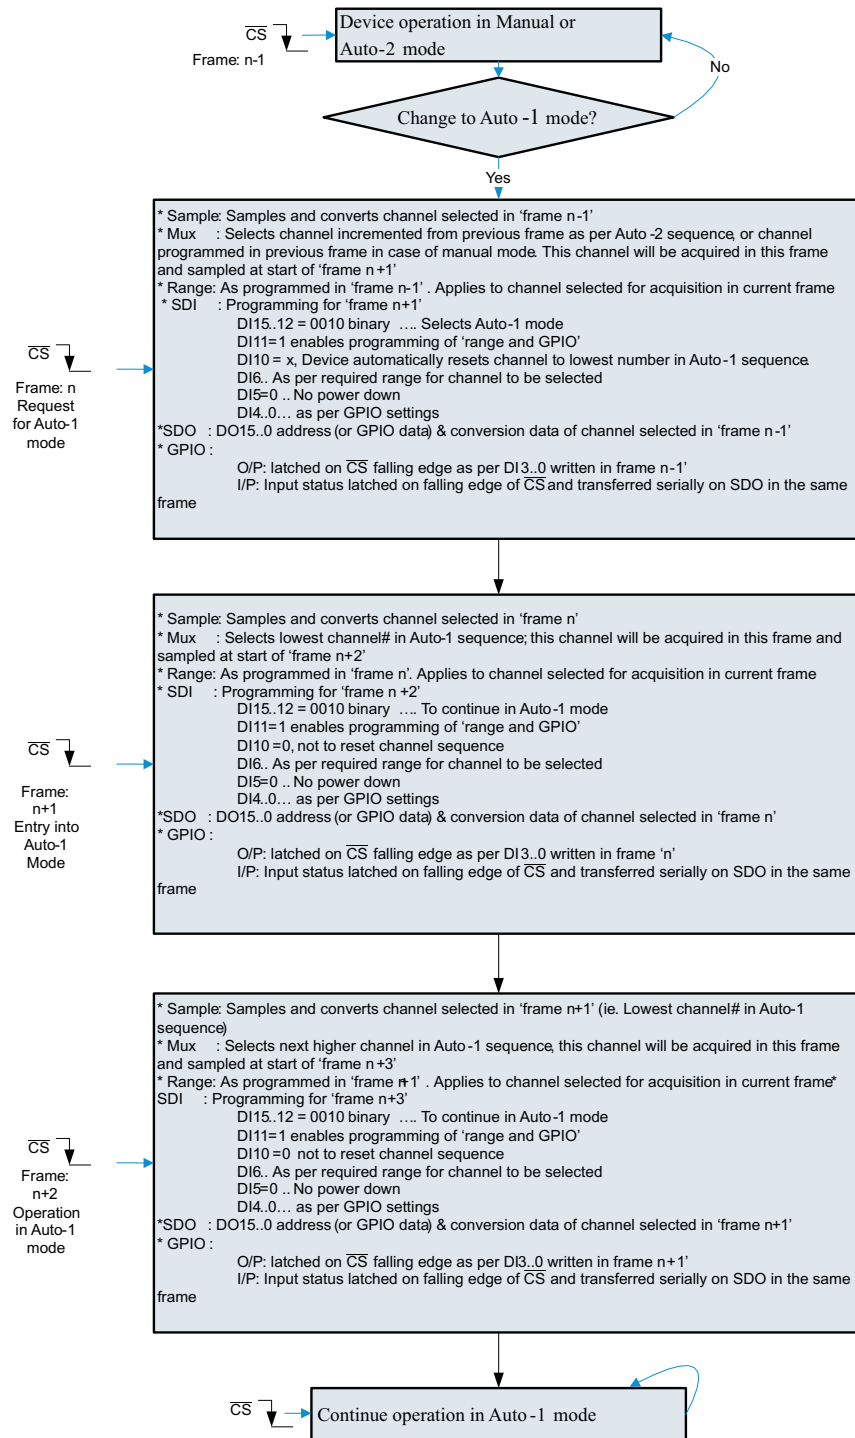 Device operation in Manual or
Auto-2 mode
CS
Frame: n-1
No
Change to Auto -1 mode?
Yes
* Sample: Samples and converts channel selected in ‘frame n-1’
* Mux : Selects channel incremented from previous frame as per Auto -2 sequence, or channel
programmed in previous frame in case of manual mode. This channel will be acquired in this frame
and sampled at start of ‘frame n+1’
* Range: As programmed in ‘frame n-1’ . Applies to channel selected for acquisition in current frame
* SDI : Programming for ‘frame n+1’
DI15..12 = 0010 binary …. Selects Auto-1 mode
DI11=1 enables programming of ‘range and GPIO’
DI10 = x, Device automatically resets channel to lowest number in Auto-1 sequence.
DI6.. As per required range for channel to be selected
DI5=0 .. No power down
DI4..0… as per GPIO settings
*SDO : DO15..0 address (or GPIO data) & conversion data of channel selected in ‘frame n-1’
* GPIO :
O/P: latched on CS falling edge as per DI3..0 written in frame n-1’
I/P: Input status latched on falling edge of CS and transferred serially on SDO in the same
frame
CS
Frame: n
Request
for Auto-1
mode
* Sample: Samples and converts channel selected in ‘frame n’
* Mux : Selects lowest channel# in Auto-1 sequence; this channel will be acquired in this frame and
sampled at start of ‘frame n+2’
* Range: As programmed in ‘frame n’. Applies to channel selected for acquisition in current frame
* SDI : Programming for ‘frame n+2’
DI15..12 = 0010 binary …. To continue in Auto-1 mode
DI11=1 enables programming of ‘range and GPIO’
DI10 =0, not to reset channel sequence
DI6.. As per required range for channel to be selected
DI5=0 .. No power down
DI4..0… as per GPIO settings
*SDO : DO15..0 address (or GPIO data) & conversion data of channel selected in ‘frame n’
* GPIO :
O/P: latched on CS falling edge as per DI3..0 written in frame ‘n’
I/P: Input status latched on falling edge of CS and transferred serially on SDO in the same
frame
CS
Frame:
n+1
Entry into
Auto-1
Mode
* Sample: Samples and converts channel selected in ‘frame n+1’ (ie. Lowest channel# in Auto-1
sequence)
* Mux : Selects next higher channel in Auto-1 sequence, this channel will be acquired in this frame
and sampled at start of ‘frame n+3’
* Range: As programmed in ‘frame n+1’ . Applies to channel selected for acquisition in current frame*
SDI : Programming for ‘frame n+3’
DI15..12 = 0010 binary …. To continue in Auto-1 mode
DI11=1 enables programming of ‘range and GPIO’
DI10 =0 not to reset channel sequence
DI6.. As per required range for channel to be selected
DI5=0 .. No power down
DI4..0… as per GPIO settings
*SDO : DO15..0 address (or GPIO data) & conversion data of channel selected in ‘frame n+1’
* GPIO :
O/P: latched on CS falling edge as per DI3..0 written in frame n+1’
I/P: Input status latched on falling edge of CS and transferred serially on SDO in the same
frame
CS
Frame:
n+2
Operation
in Auto-1
mode
CS
Continue operation in Auto -1 mode